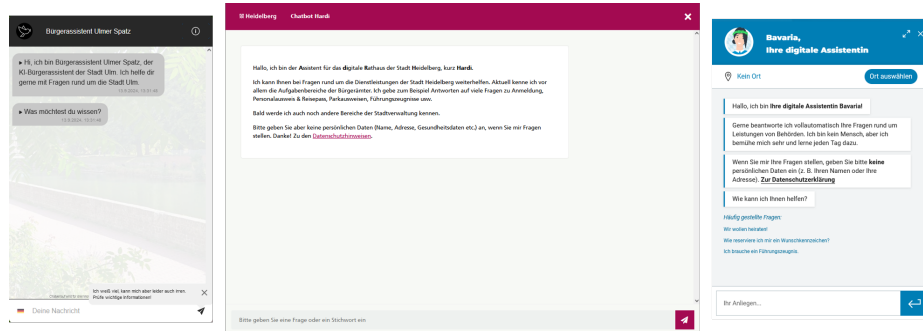 Bürgerassistent Ulmer Spatz
▸ Hi, ich bin Bürgerassistent Ulmer Spatz, der
KI-Bürgerassistent der Stadt Ulm. Ich helfe dir
gerne mit Fragen rund um die Stadt Ulm.
▸ Was möchtest du wissen?
Ich weiß viel, kann mich aber leider auch irren.
Prüfe wichtige Informationen!
Deine Nachricht
Heidelberg Chatbot Hardi
Hallo, ich bin der Assistent für das digitale Rathaus der Stadt Heidelberg, kurz Hardi.
Ich kann Ihnen bei Fragen rund um die Dienstleistungen der Stadt Heidelberg weiterhelfen. Aktuell kenne ich vor
allem die Aufgabenbereiche der Bürgerämter. Ich gebe zum Beispiel Antworten auf viele Fragen zu Anmeldung,
Personalausweis & Reisepass, Parkausweisen, Führungszeugnisse usw.
Bald werde ich auch noch andere Bereiche der Stadtverwaltung kennen.
Bitte geben Sie aber keine persönlichen Daten (Name, Adresse, Gesundheitsdaten etc.) an, wenn Sie mir Fragen
stellen. Danke! Zu den Datenschutzhinweisen.
Bitte geben Sie eine Frage oder ein Stichwort ein
Bavaria,
Ihre digitale Assistentin
Kein Ort
Ort auswählen
Hallo, ich bin Ihre digitale Assistentin Bavaria!
Gerne beantworte ich vollautomatisch Ihre Fragen rund um
Leistungen von Behörden. Ich bin kein Mensch, aber ich
bemühe mich sehr und lerne jeden Tag dazu.
Wenn Sie mir Ihre Fragen stellen, geben Sie bitte keine
persönlichen Daten ein (z. B. Ihren Namen oder Ihre
Adresse). Zur Datenschutzerklärung
Wie kann ich Ihnen helfen?
Häufig gestellte Fragen:
Wir wollen heiraten!
Wie reserviere ich mir ein Wunschkennzeichen?
Ich brauche ein Führungszeugnis.
Ihr Anliegen...